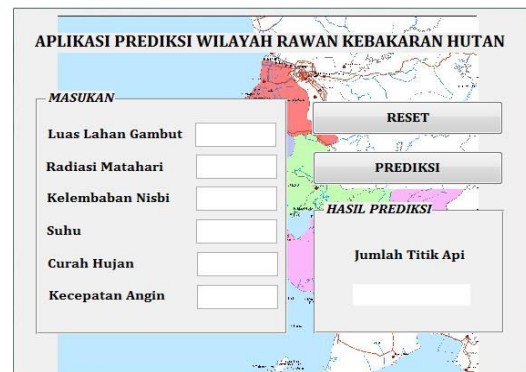 APLIKASI PREDIKSI WILAYAH RAWAN KEBAKARAN HUTAN
MASUKAN
Luas Lahan Gambut
Radiasi Matahari
Kelembaban Nisbi
Suhu
Curah Hujan
Kecepatan Angin
RESET
PREDIKSI
HASIL PREDIKSI
Jumlah Titik Api